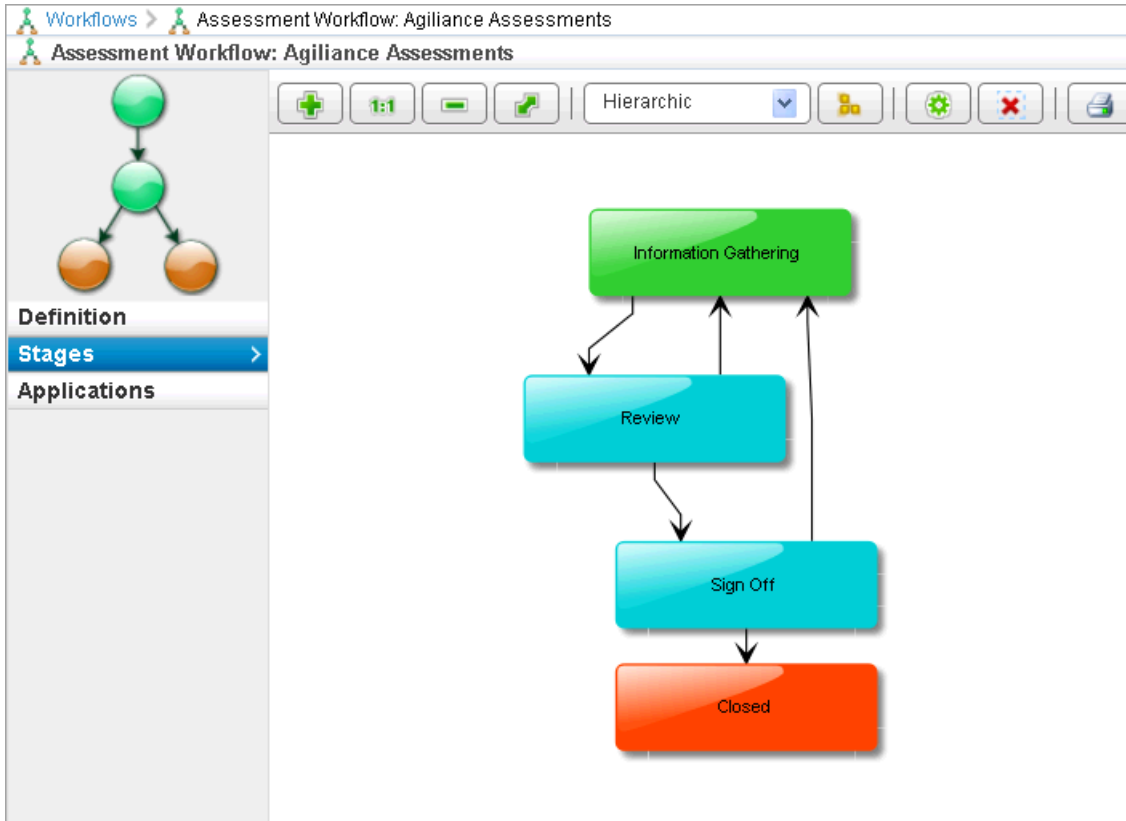 Workflows > Assessment Workflow: Agiliance Assessments
Assessment Workflow: Agiliance Assessments
1:1
Hierarchic
Definition
Stages
Applications
Information Gathering
Review
Sign Off
Closed